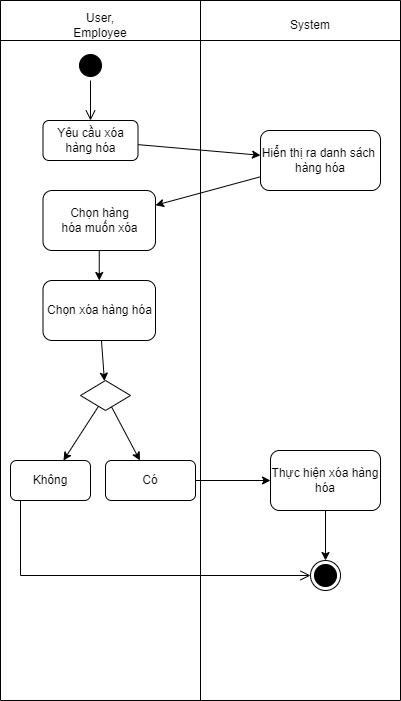 User,
Employee
System
Yêu cầu xóa
hàng hóa
Hiển thị ra danh sách
hàng hóa
Chọn hàng
hóa muốn xóa
Chọn xóa hàng hóa
Không
Có
Thực hiện xóa hàng
hóa